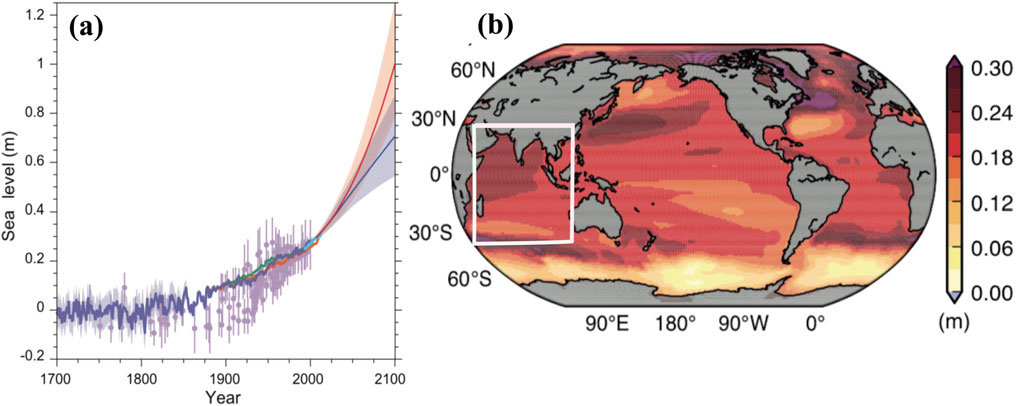 (a)
Sea level (m)
1.2
1
0.8
0.6
0.4
0.2
0
-0.2
1700
1800
1900
2000
2100
Year
(b)
60°N
30°N
0°
30°S
60°S
90°E
180°
90°W
0°
0.30
0.24
0.18
0.12
0.06
0.00
(m)